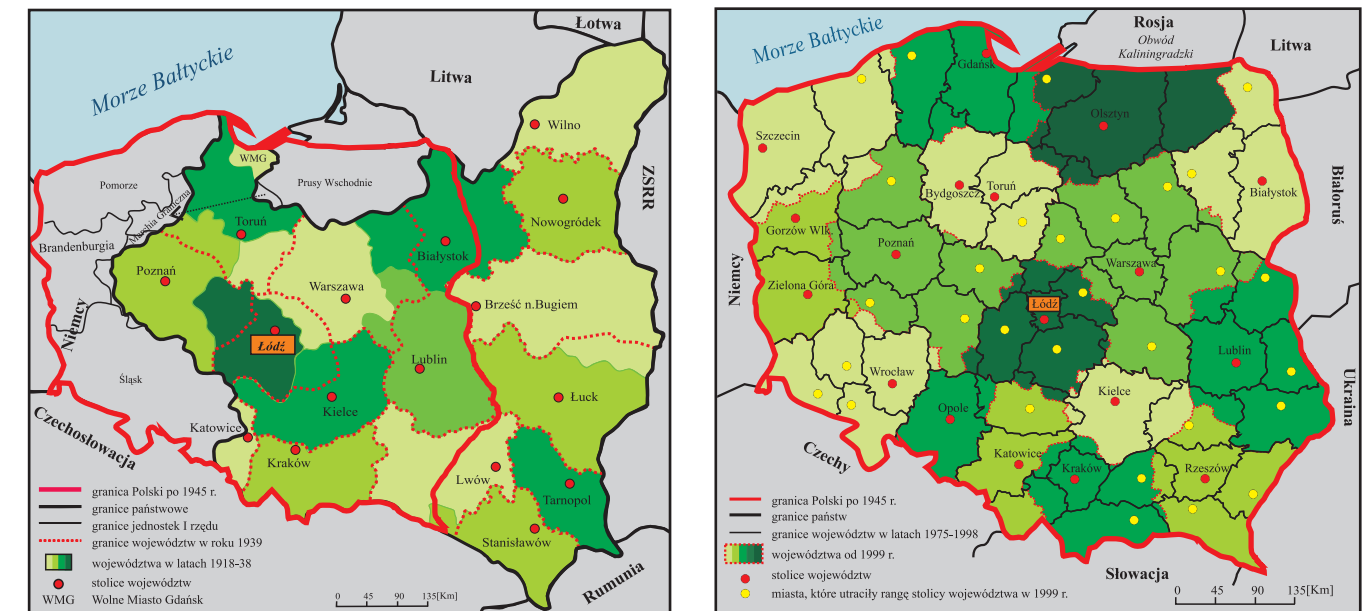 Łotwa
Litwa
Morze Bałtyckie
Wilno
ZSRR
WMG
Pomorze
Prusy Wschodnie
Marchia Graniczna
Nowogródek
Toruń
Brandenburgia
Białystok
Poznań
Warszawa
Brześć n.Bugiem
Niemcy
Łódź
Lublin
Śląsk
Łuck
Kielce
Katowice
Czechosłowacja
Kraków
Lwów
Tarnopol
Stanisławów
Rumunia
granica Polski po 1945 r.
granice państwowe
granice jednostek I rzędu
granice województw w roku 1939
województwa w latach 1918-38
stolice województw
WMG Wolne Miasto Gdańsk
0 45 90 135[Km]
Morze Bałtyckie
Rosja
Obwód
Kaliningradzki
Litwa
Gdańsk
Olsztyn
Szczecin
Białoruś
Bydgoszcz
Toruń
Białystok
Gorzów Wlk.
Poznań
Warszawa
Niemcy
Zielona Góra
Łódź
Lublin
Wrocław
Ukraina
Kielce
Opole
Czechy
Katowice
Kraków
Rzeszów
Słowacja
granica Polski po 1945 r.
granice państw
granice województw w latach 1975-1998
województwa od 1999 r.
stolice województw
miasta, które utraciły rangę stolicy województwa w 1999 r.
0 45 90 135[Km]